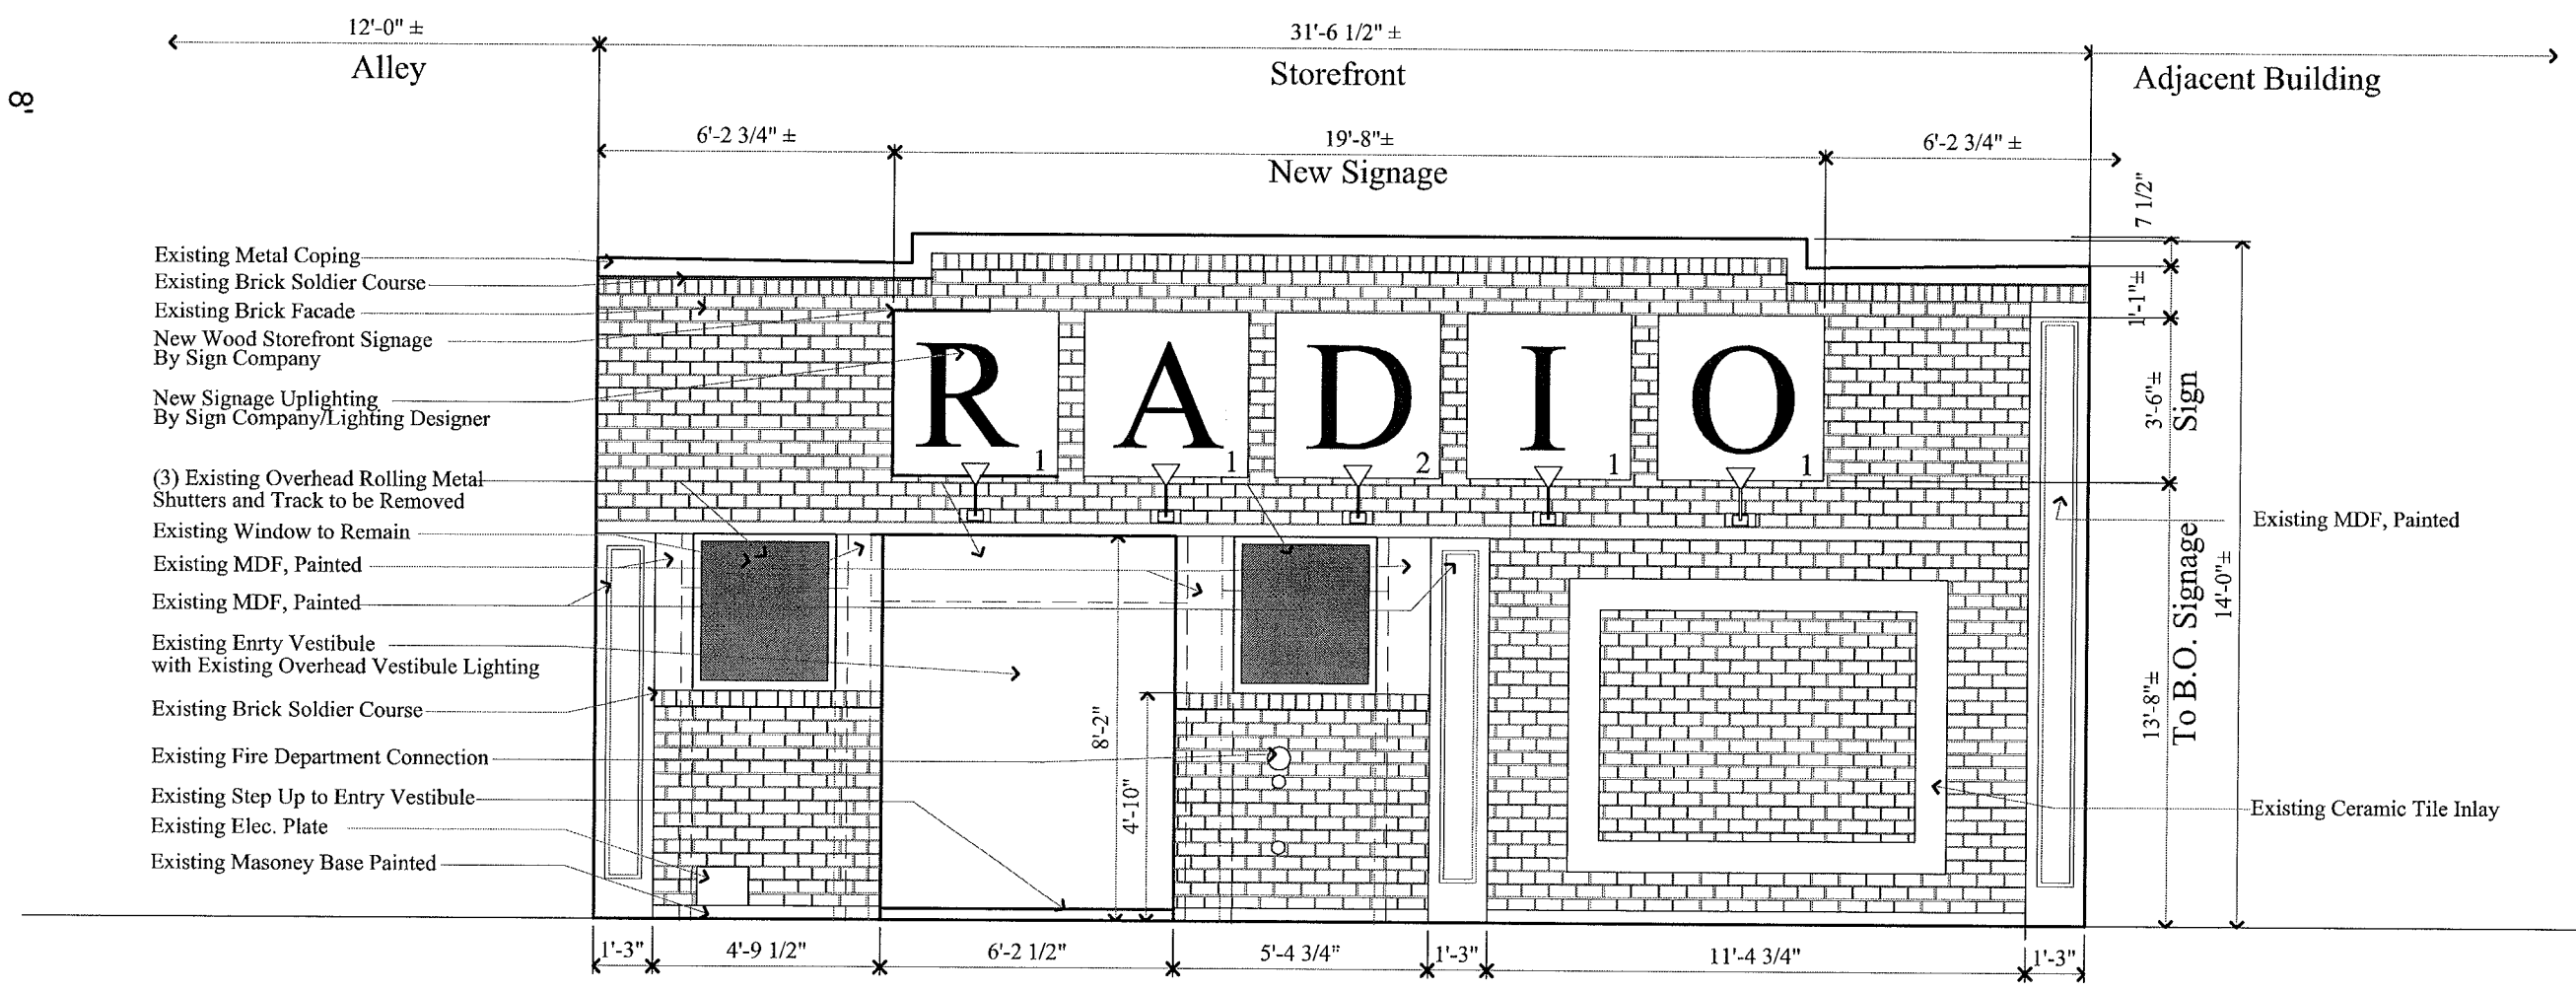 12'-0" ±
31'-6 1/2" ±
Alley
Storefront
Adjacent Building
8'
6'-2 3/4" ±
19'-8"±
6'-2 3/4" ±
New Signage
7 1/2"
Existing Metal Coping
Existing Brick Soldier Course
Existing Brick Facade
New Wood Storefront Signage
By Sign Company
New Signage Uplighting
By Sign Company/Lighting Designer
(3) Existing Overhead Rolling Metal
Shutters and Track to be Removed
Existing Window to Remain
Existing MDF, Painted
Existing MDF, Painted
Existing Enrty Vestibule
with Existing Overhead Vestibule Lighting
Existing Brick Soldier Course
Existing Fire Department Connection
Existing Step Up to Entry Vestibule
Existing Elec. Plate
Existing Masoney Base Painted
R A D I O
1 1 2 1 1
8'-2"
4'-10"
1'-1"±
3'-6"±
Sign
13'-8"±
To B.O. Signage
14'-0"±
Existing MDF, Painted
Existing Ceramic Tile Inlay
1'-3"
4'-9 1/2"
6'-2 1/2"
5'-4 3/4"
1'-3"
11'-4 3/4"
1'-3"